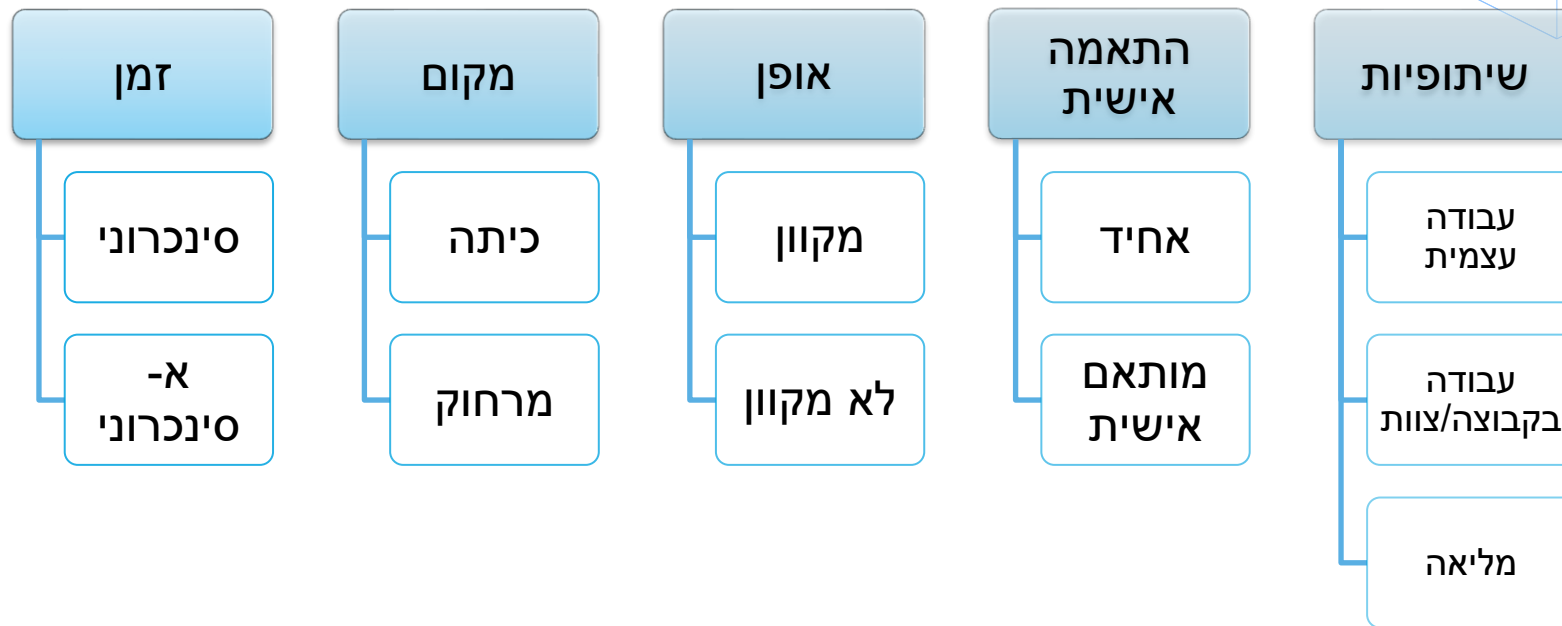 זמן
סינכרוני
א-
סינכרוני
מקום
כיתה
מרחוק
אופן
מקוון
לא מקוון
התאמה
אישית
אחיד
מותאם
אישית
שיתופיות
עבודה
עצמית
עבודה
בקבוצה/צוות
מליאה